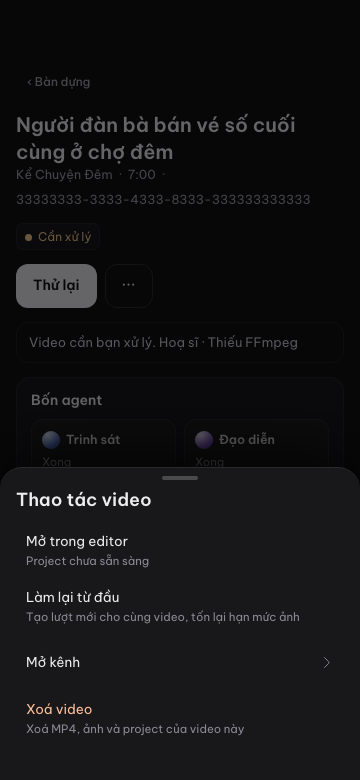 ‹ Bàn dựng
Người đàn bà bán vé số cuối
cùng ở chợ đêm
Kể Chuyện Đêm · 7:00 ·
33333333-3333-4333-8333-333333333333
Cần xử lý
Thử lại
...
Video cần bạn xử lý. Hoạ sĩ · Thiếu FFmpeg
Bốn agent
Trinh sát
Đạo diễn
Xong
Xong
Thao tác video
Mở trong editor
Project chưa sẵn sàng
Làm lại từ đầu
Tạo lượt mới cho cùng video, tốn lại hạn mức ảnh
Mở kênh
Xoá video
Xoá MP4, ảnh và project của video này